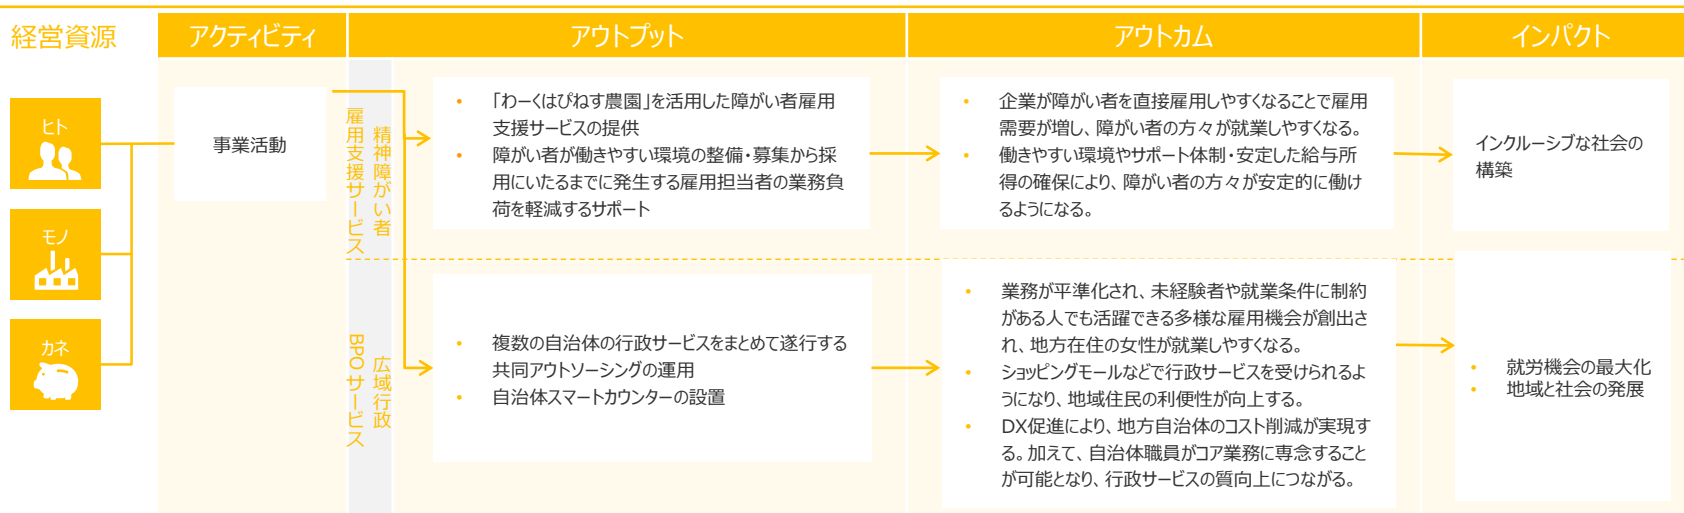 経営資源
アクティビティ
アウトプット
アウトカム
インパクト
ヒト
モノ
カネ
事業活動
精神障がい者
雇用支援サービス
• 「わーくはぴねす農園」を活用した障がい者雇用
支援サービスの提供
• 障がい者が働きやすい環境の整備・募集から採
用にいたるまでに発生する雇用担当者の業務負
荷を軽減するサポート
• 企業が障がい者を直接雇用しやすくなることで雇用
需要が増し、障がい者の方々が就業しやすくなる。
• 働きやすい環境やサポート体制・安定した給与所
得の確保により、障がい者の方々が安定的に働け
るようになる。
インクルーシブな社会の
構築
広域行政
BPOサービス
• 複数の自治体の行政サービスをまとめて遂行する
共同アウトソーシングの運用
• 自治体スマートカウンターの設置
• 業務が平準化され、未経験者や就業条件に制約
がある人でも活躍できる多様な雇用機会が創出さ
れ、地方在住の女性が就業しやすくなる。
• ショッピングモールなどで行政サービスを受けられるよ
うになり、地域住民の利便性が向上する。
• DX促進により、地方自治体のコスト削減が実現す
る。加えて、自治体職員がコア業務に専念すること
が可能となり、行政サービスの質向上につながる。
• 就労機会の最大化
• 地域と社会の発展